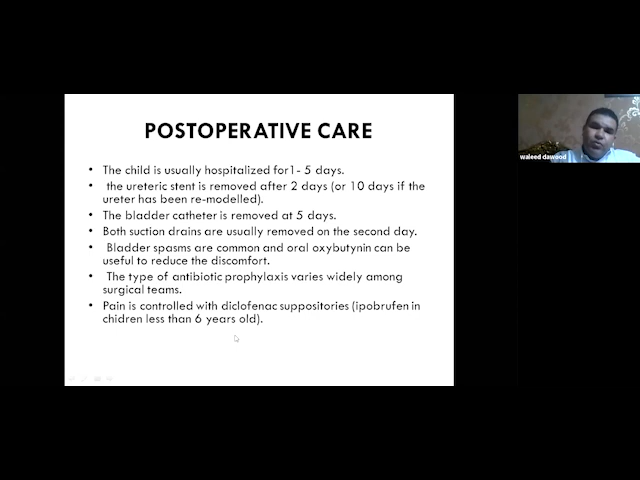 POSTOPERATIVE CARE
• The child is usually hospitalized for1- 5 days.
• the ureteric stent is removed after 2 days (or 10 days if the
ureter has been re-modelled).
• The bladder catheter is removed at 5 days.
• Both suction drains are usually removed on the second day.
• Bladder spasms are common and oral oxybutynin can be
useful to reduce the discomfort.
• The type of antibiotic prophylaxis varies widely among
surgical teams.
• Pain is controlled with diclofenac suppositories (ipobrufen in
chidren less than 6 years old).
waleed dawood